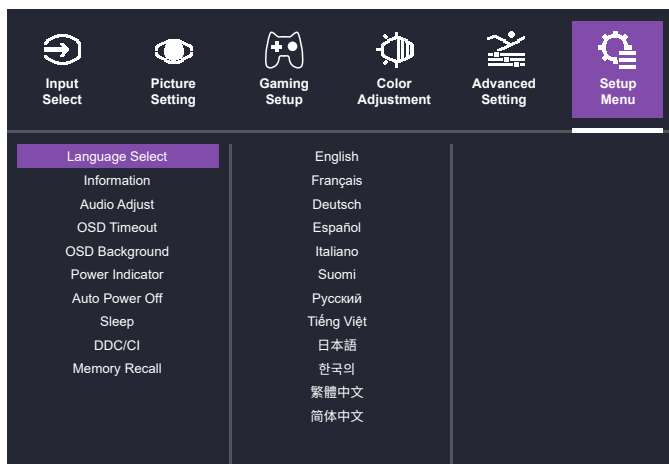 Input
Select
Picture
Setting
Gaming
Setup
Color
Adjustment
Advanced
Setting
Setup
Menu
Language Select
Information
Audio Adjust
OSD Timeout
OSD Background
Power Indicator
Auto Power Off
Sleep
DDC/CI
Memory Recall
English
Français
Deutsch
Español
Italiano
Suomi
Русский
Tiếng Việt
日本語
한국의
繁體中文
简体中文